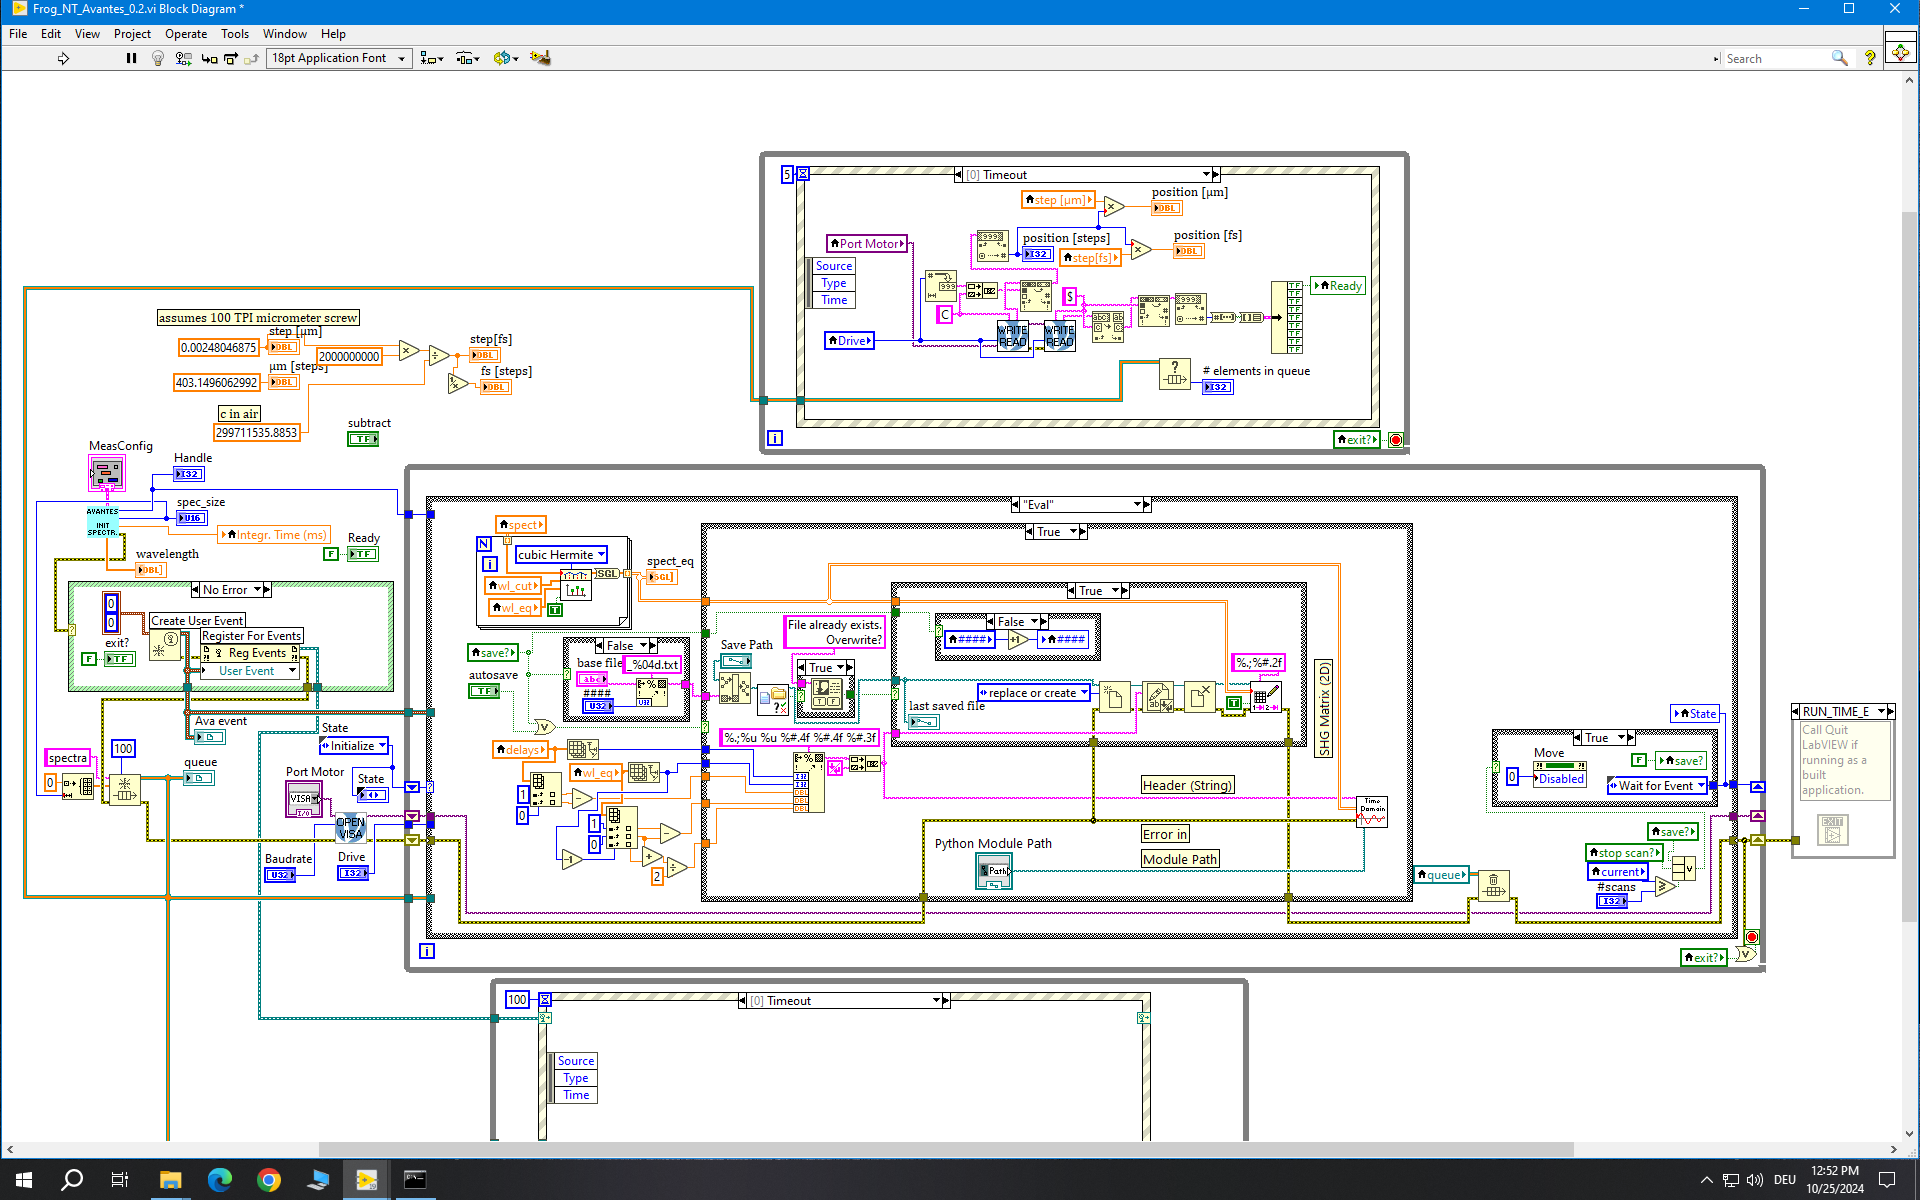 Frog_NT_Avantes_0.2.vi Block Diagram *
File Edit View Project Operate Tools Window Help
18pt Application Font
Search
5
[0] Timeout
step [µm]
position [µm]
DBL
Port Motor
position [steps]
I32
step[fs]
position [fs]
DBL
Source
Type
Time
C
$
WRITE READ
WRITE READ
Ready
Drive
# elements in queue
I32
i
exit?
assumes 100 TPI micrometer screw
step [µm]
0.00248046875
DBL
2000000000
µm [steps]
403.1496062992
DBL
step[fs]
DBL
fs [steps]
DBL
c in air
299711535.8853
subtract
TF
MeasConfig
Handle
I32
AVANTES
INIT
SPECTR.
spec_size
U16
Integr. Time (ms)
Ready
F
TF
wavelength
DBL
No Error
0
0
Create User Event
Register For Events
Reg Events
User Event
exit?
F
TF
Ava event
State
Initialize
spectra
100
0
queue
Port Motor
VISA
I/O
State
OPEN
VISA
Baudrate
U32
Drive
I32
"Eval"
spect
N
i
cubic Hermite
wl_cut
wl_eq
T
SGL
spect_eq
SGL
save?
autosave
TF
False
base file
_%04d.txt
abc
####
U32
delays
wl_eq
1
0
1
0
-1
2
True
Save Path
File already exists.
Overwrite?
True
%.;%u %u %#.4f %#.4f %#.3f
True
False
####
+1
####
replace or create
last saved file
%.;%#.2f
T
SHG Matrix (2D)
Header (String)
Error in
Module Path
Python Module Path
Path
Time
Domain
State
True
Move
0
Disabled
F
save?
Wait for Event
save?
stop scan?
current
#scans
I32
queue
i
exit?
RUN_TIME_E
Call Quit
LabVIEW if
running as a
built
application.
EXIT
100
[0] Timeout
Source
Type
Time
DEU
12:52 PM
10/25/2024